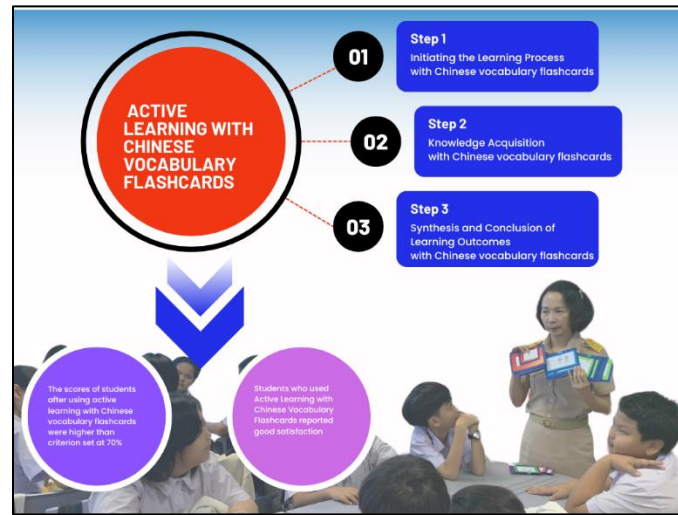 ACTIVE
LEARNING WITH
CHINESE
VOCABULARY
FLASHCARDS
01
Step 1
Initiating the Learning Process
with Chinese vocabulary flashcards
02
Step 2
Knowledge Acquisition
with Chinese vocabulary flashcards
03
Step 3
Synthesis and Conclusion of
Learning Outcomes
with Chinese vocabulary flashcards
The scores of students
after using active
learning with Chinese
vocabulary flashcards
were higher than
criterion set at 70%
Students who used
Active Learning with
Chinese Vocabulary
Flashcards reported
good satisfaction